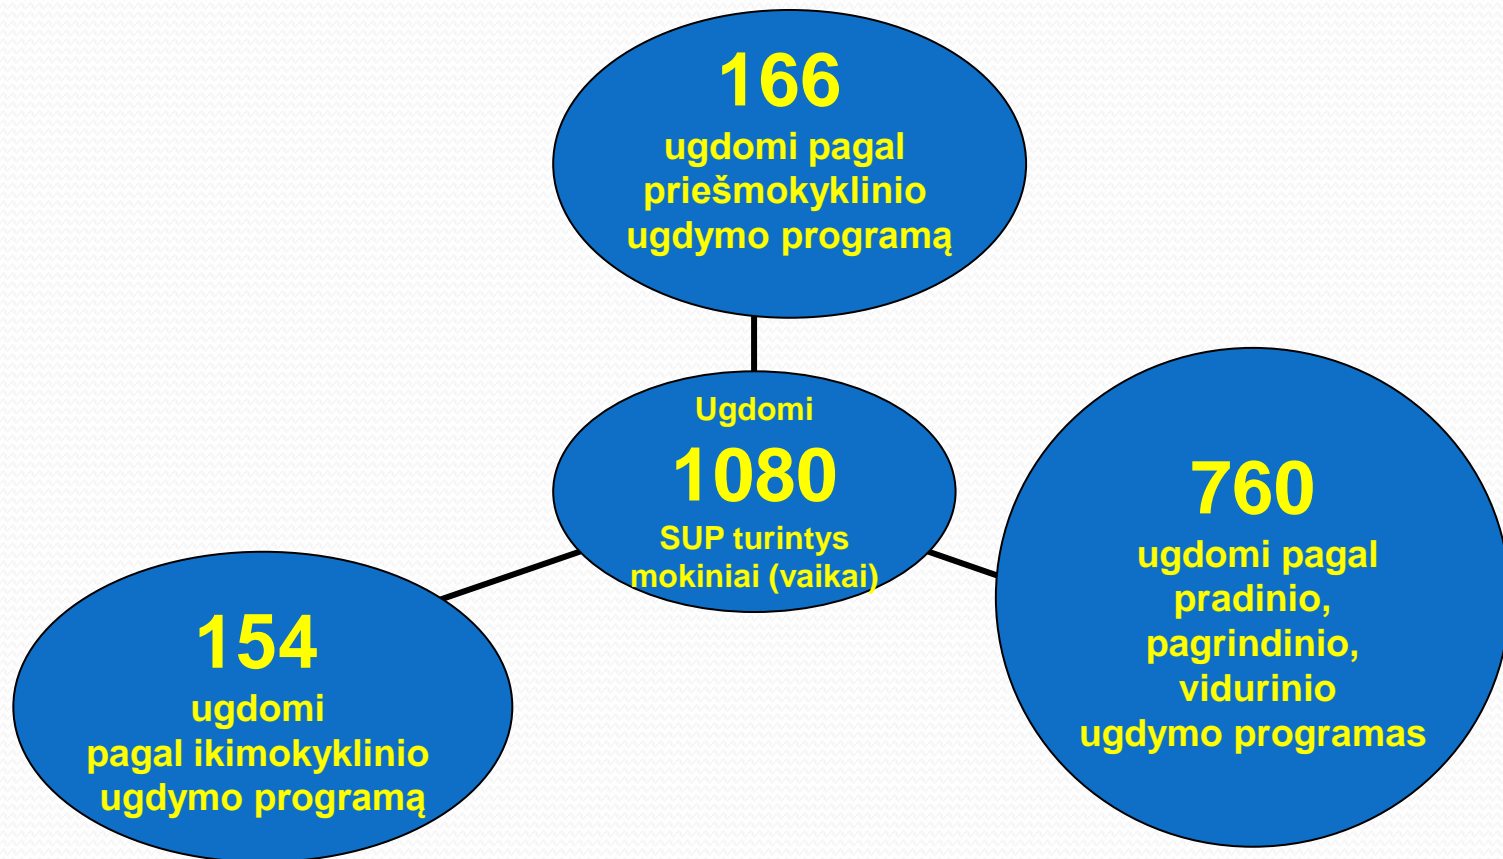 166
ugdomi pagal
priešmokyklinio
ugdymo programą
Ugdomi
1080
SUP turintys
mokiniai (vaikai)
760
ugdomi pagal
pradinio,
pagrindinio,
vidurinio
ugdymo programas
154
ugdomi
pagal ikimokyklinio
ugdymo programą